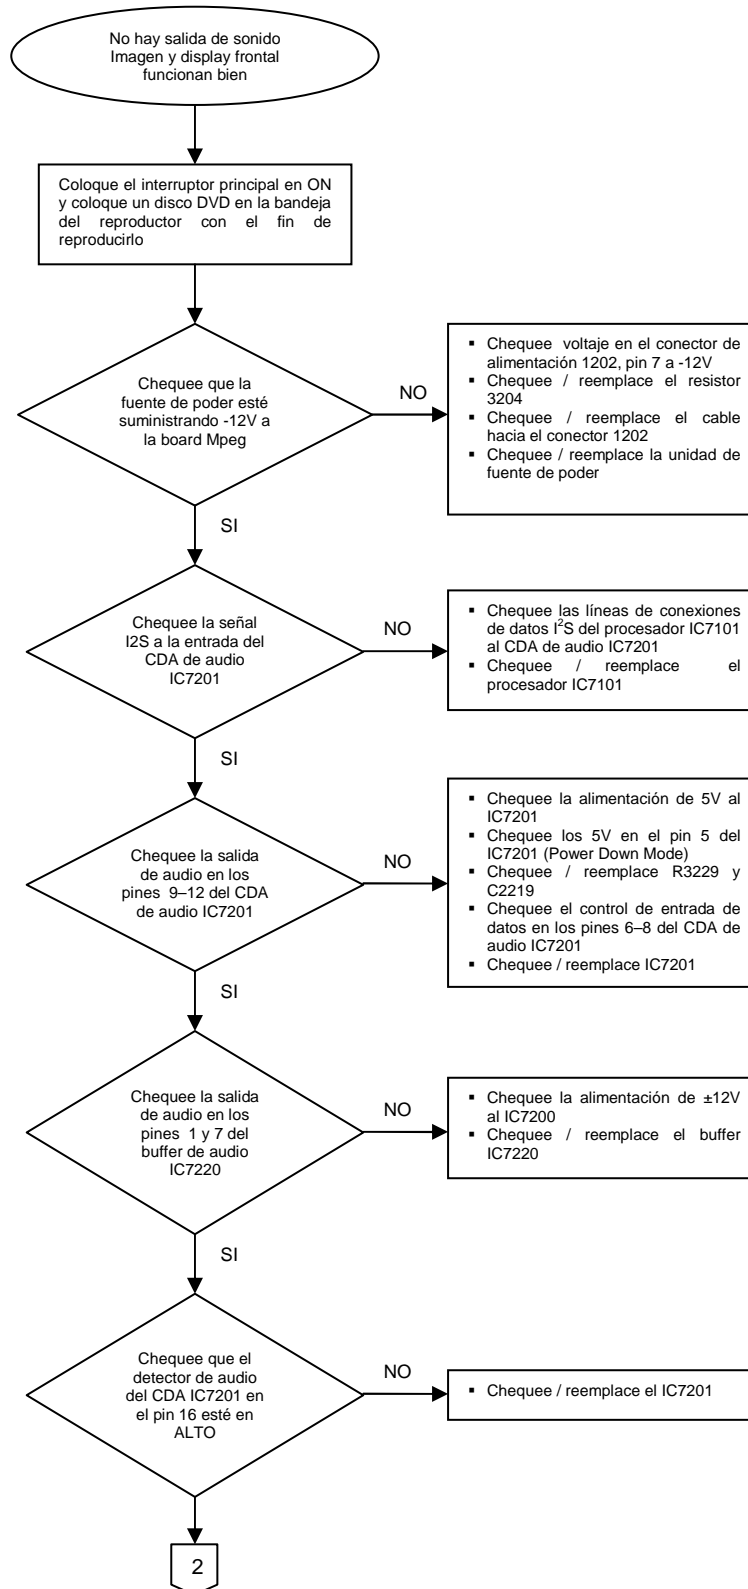 No hay salida de sonido
Imagen y display frontal
funcionan bien
Coloque el interruptor principal en ON
y coloque un disco DVD en la bandeja
del reproductor con el fin de
reproducirlo
Chequee que la
fuente de poder esté
suministrando -12V a
la board Mpeg
NO
▪ Chequee voltaje en el conector de
alimentación 1202, pin 7 a -12V
▪ Chequee / reemplace el resistor
3204
▪ Chequee / reemplace el cable
hacia el conector 1202
▪ Chequee / reemplace la unidad de
fuente de poder
SI
Chequee la señal
I2S a la entrada del
CDA de audio
IC7201
NO
▪ Chequee las líneas de conexiones
de datos I²S del procesador IC7101
al CDA de audio IC7201
▪ Chequee / reemplace el
procesador IC7101
SI
Chequee la salida
de audio en los
pines 9–12 del CDA
de audio IC7201
NO
▪ Chequee la alimentación de 5V al
IC7201
▪ Chequee los 5V en el pin 5 del
IC7201 (Power Down Mode)
▪ Chequee / reemplace R3229 y
C2219
▪ Chequee el control de entrada de
datos en los pines 6–8 del CDA de
audio IC7201
▪ Chequee / reemplace IC7201
SI
Chequee la salida
de audio en los
pines 1 y 7 del
buffer de audio
IC7220
NO
▪ Chequee la alimentación de ±12V
al IC7200
▪ Chequee / reemplace el buffer
IC7220
SI
Chequee que el
detector de audio
del CDA IC7201 en
el pin 16 esté en
ALTO
NO
▪ Chequee / reemplace el IC7201
2